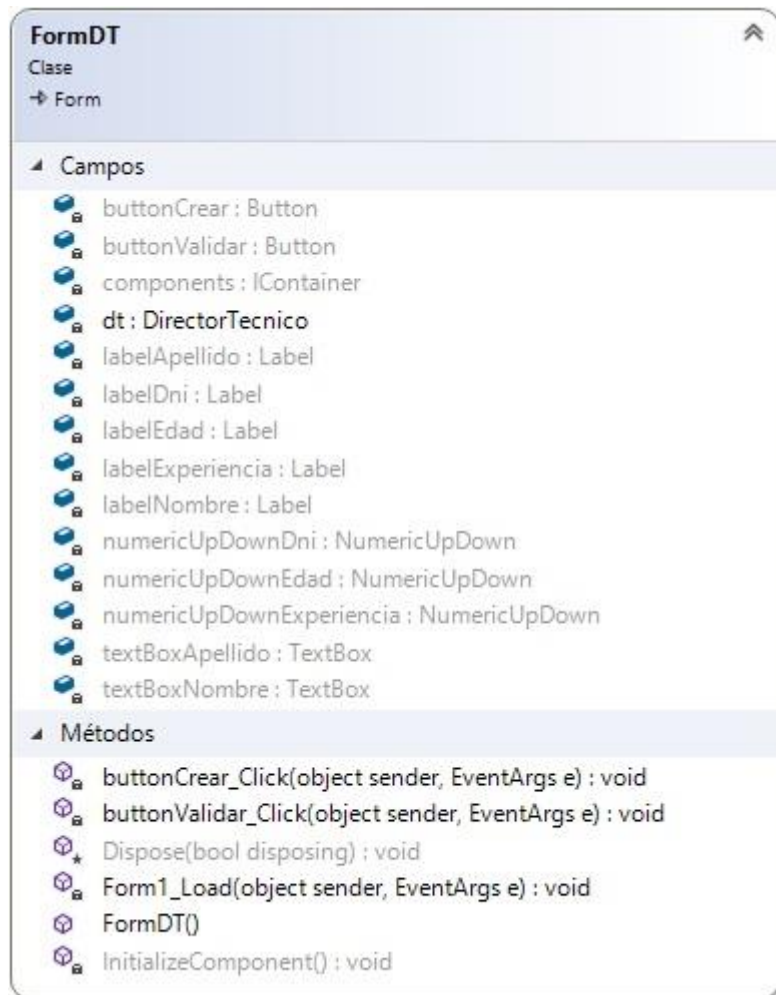 FormDT
Clase
Form
Campos
buttonCrear : Button
buttonValidar : Button
components : IContainer
dt : DirectorTecnico
labelApellido : Label
labelDni : Label
labelEdad : Label
labelExperiencia : Label
labelNombre : Label
numericUpDownDni : NumericUpDown
numericUpDownEdad : NumericUpDown
numericUpDownExperiencia : NumericUpDown
textBoxApellido : TextBox
textBoxNombre : TextBox
Métodos
buttonCrear_Click(object sender, EventArgs e) : void
buttonValidar_Click(object sender, EventArgs e) : void
Dispose(bool disposing) : void
Form1_Load(object sender, EventArgs e) : void
FormDT()
InitializeComponent() : void